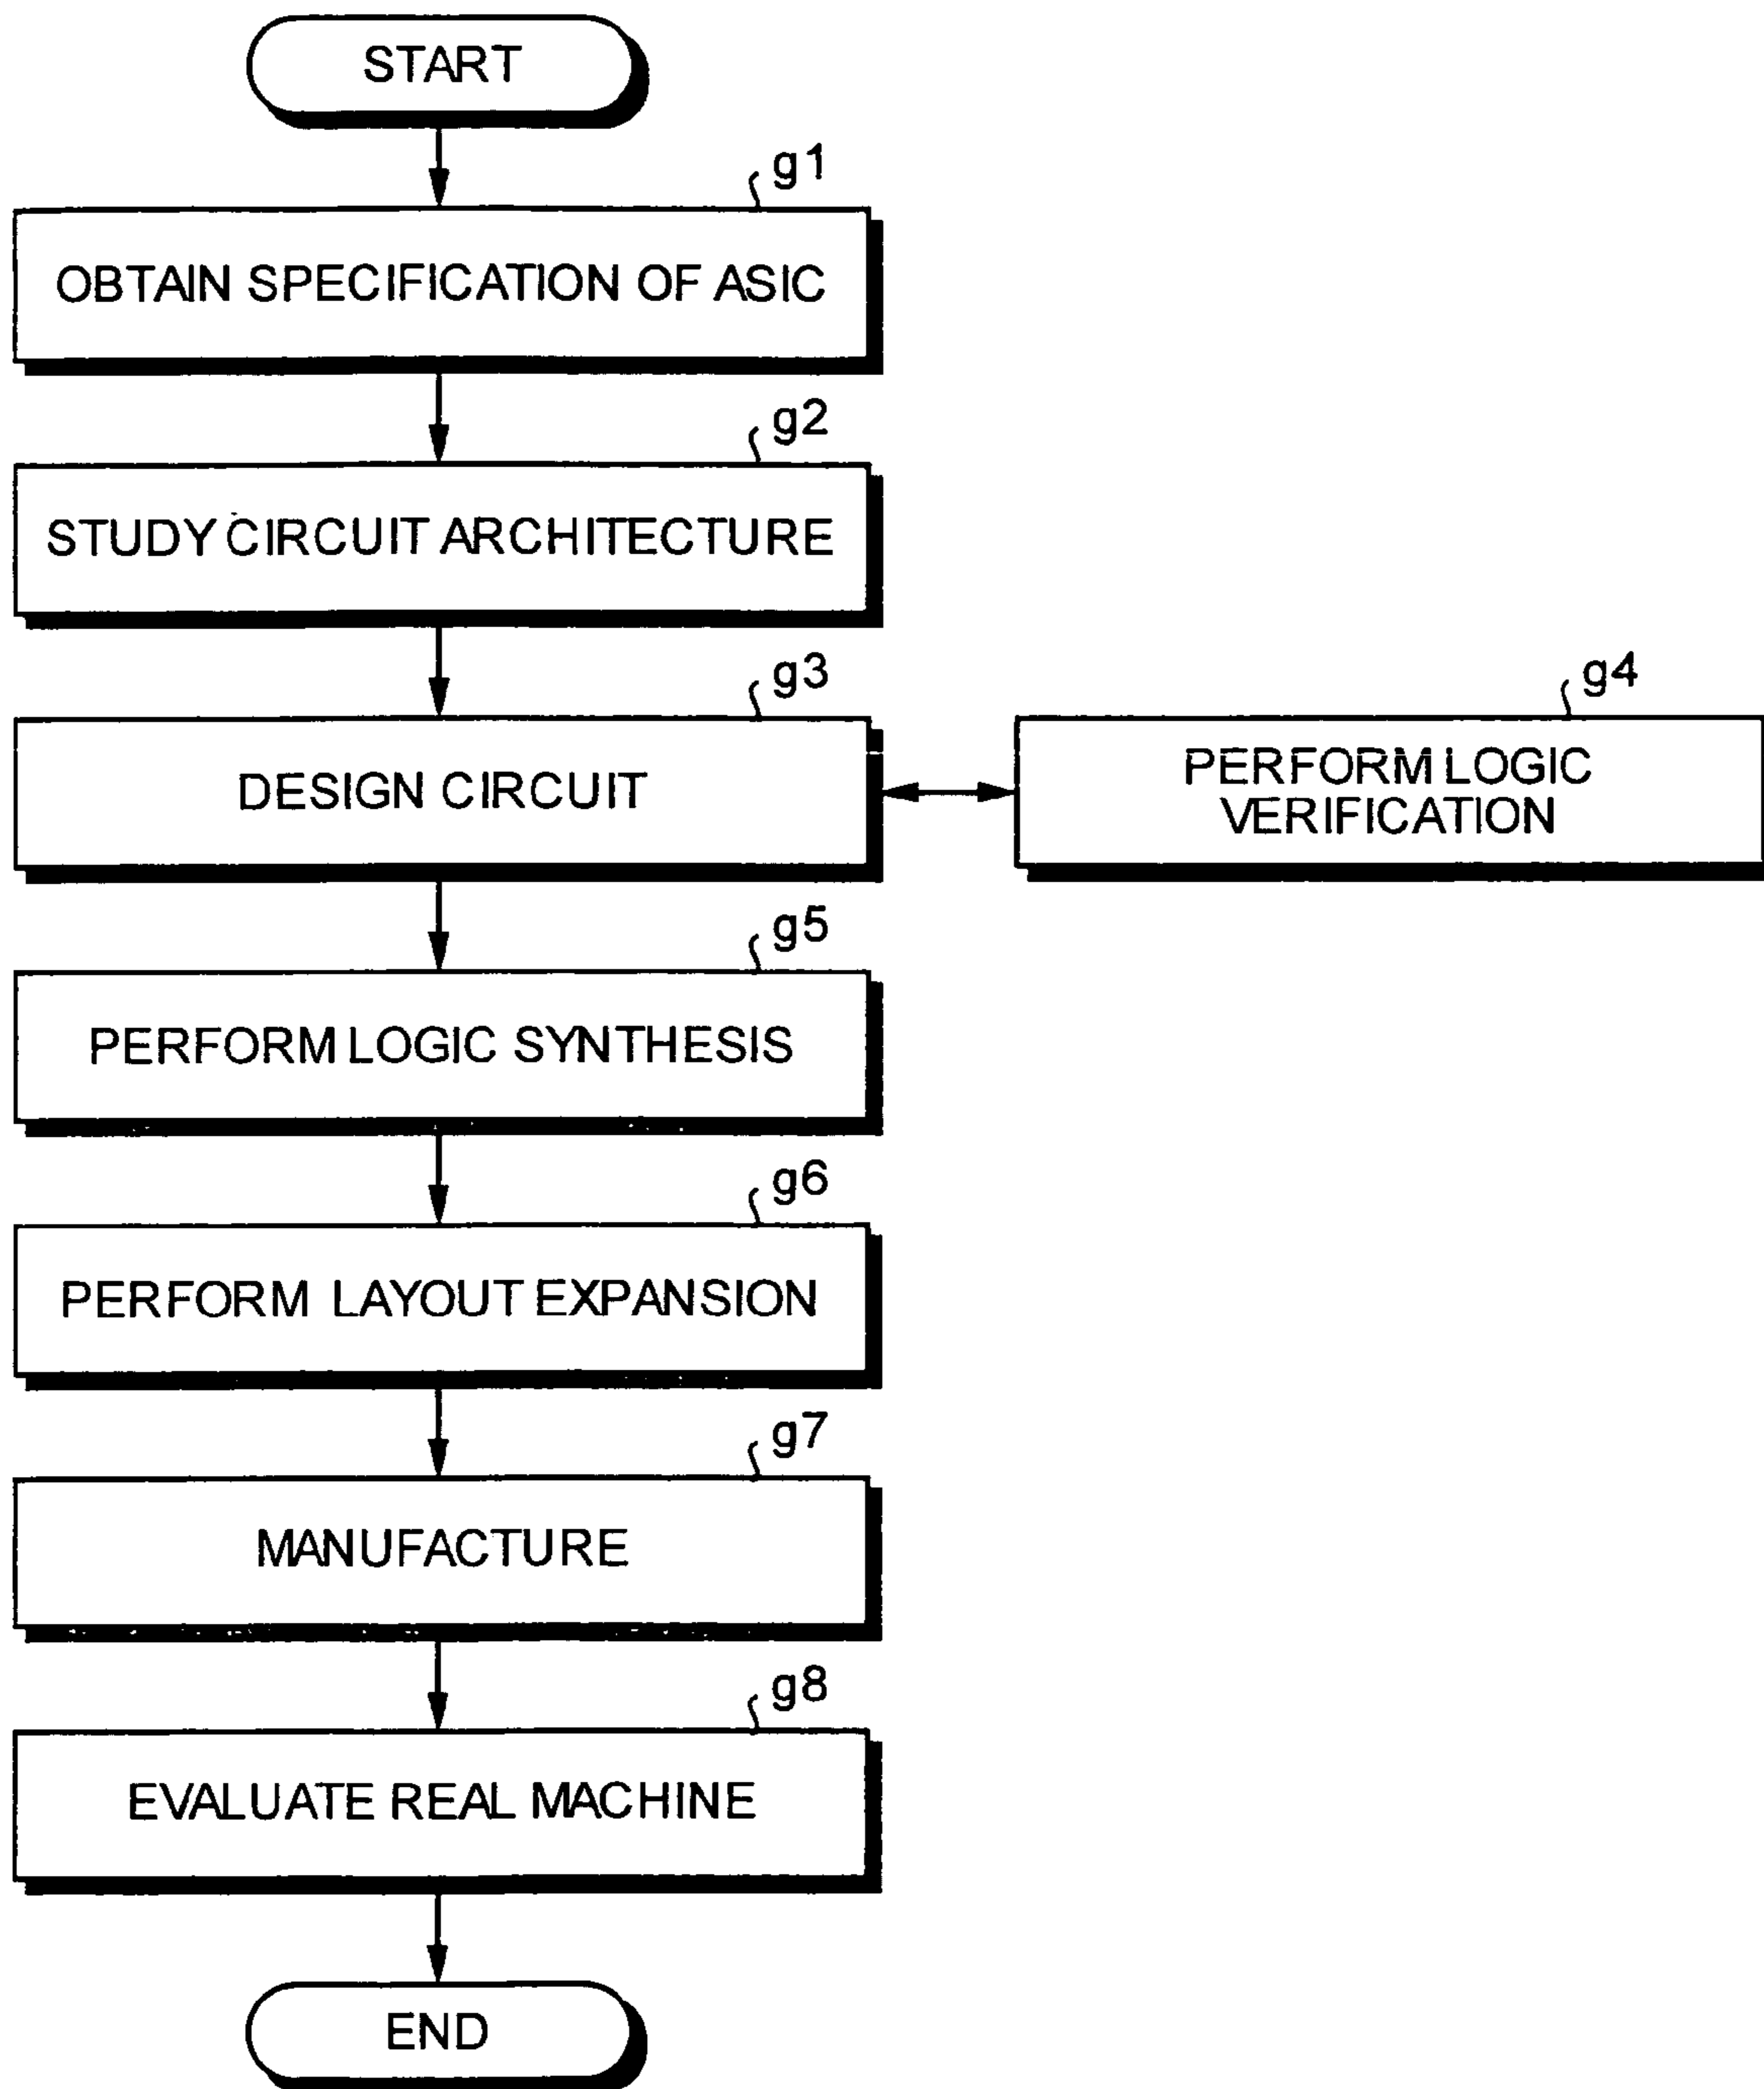 START
g1
OBTAIN SPECIFICATION OF ASIC
g2
STUDY CIRCUIT ARCHITECTURE
g3
DESIGN CIRCUIT
g4
PERFORM LOGIC
VERIFICATION
g5
PERFORM LOGIC SYNTHESIS
g6
PERFORM LAYOUT EXPANSION
g7
MANUFACTURE
g8
EVALUATE REAL MACHINE
END